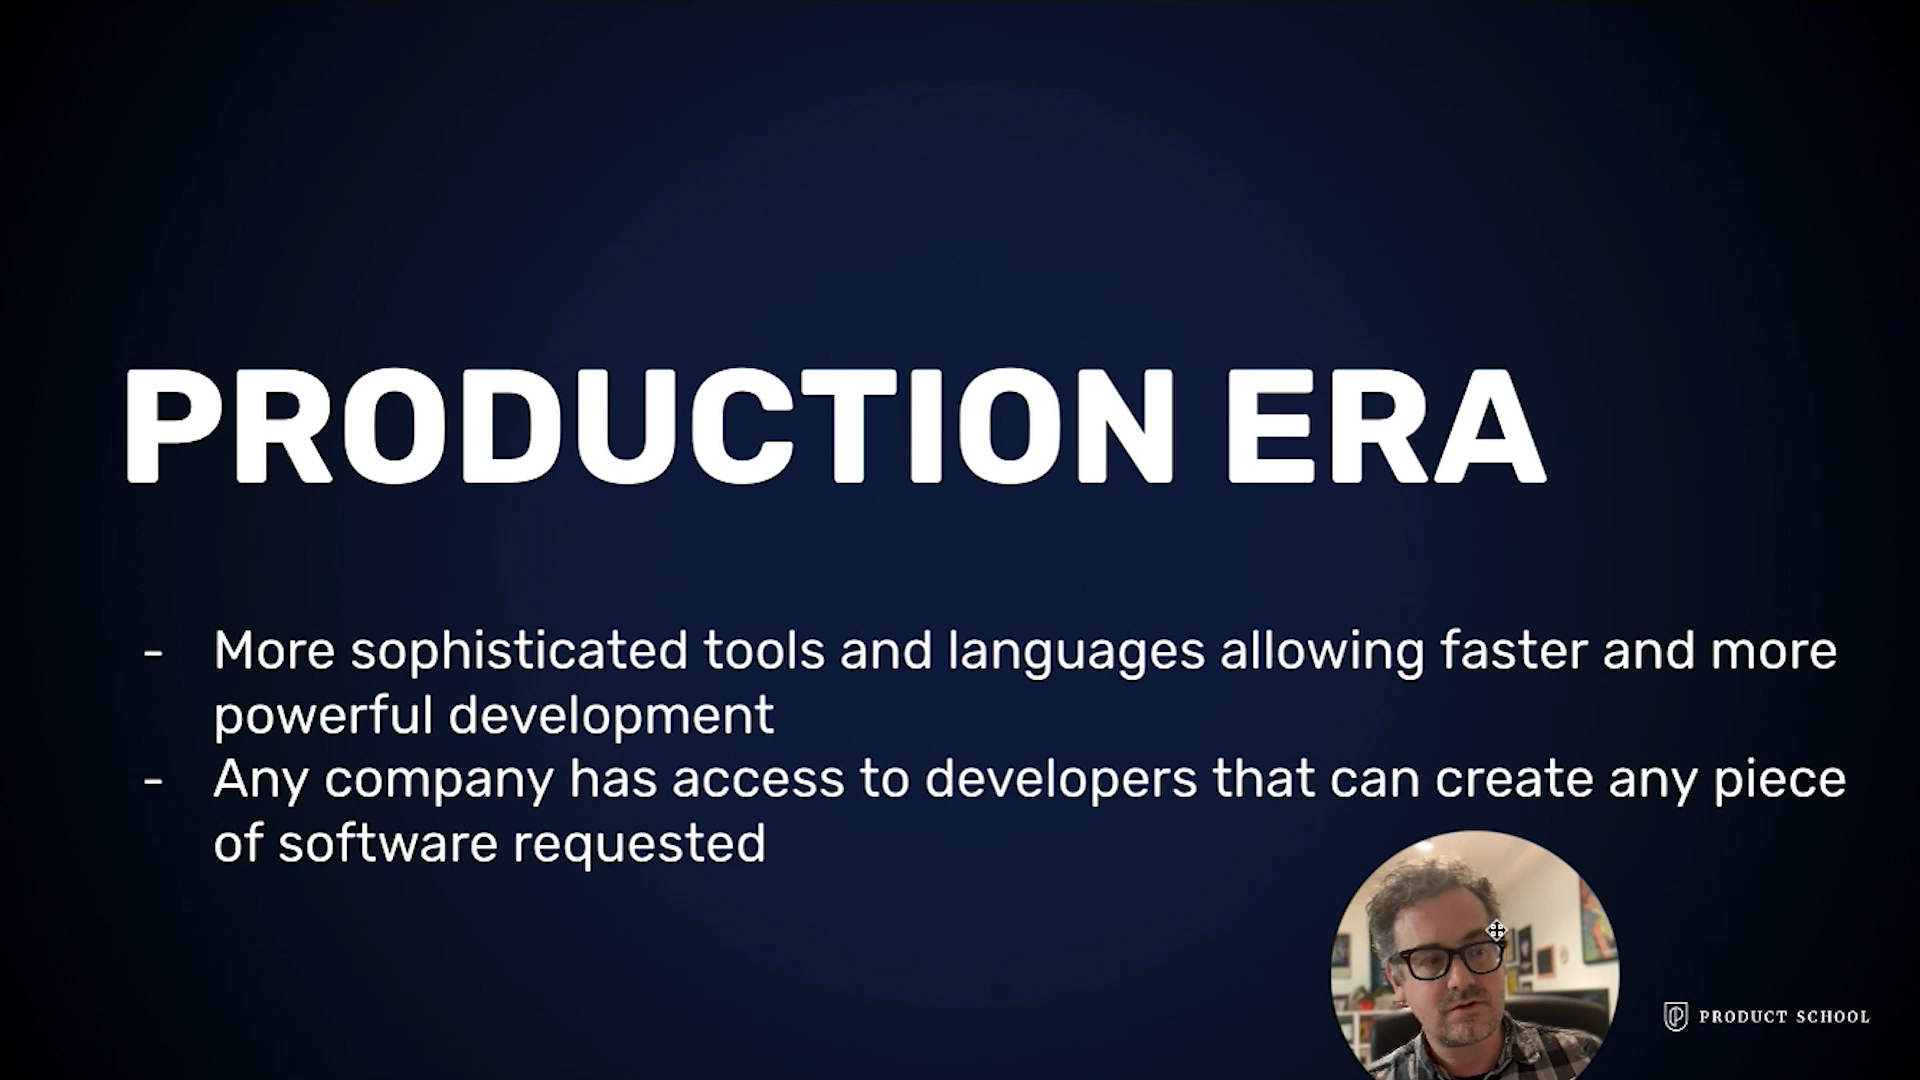 PRODUCTION ERA
- More sophisticated tools and languages allowing faster and more
powerful development
- Any company has access to developers that can create any piece
of software requested
PRODUCT SCHOOL